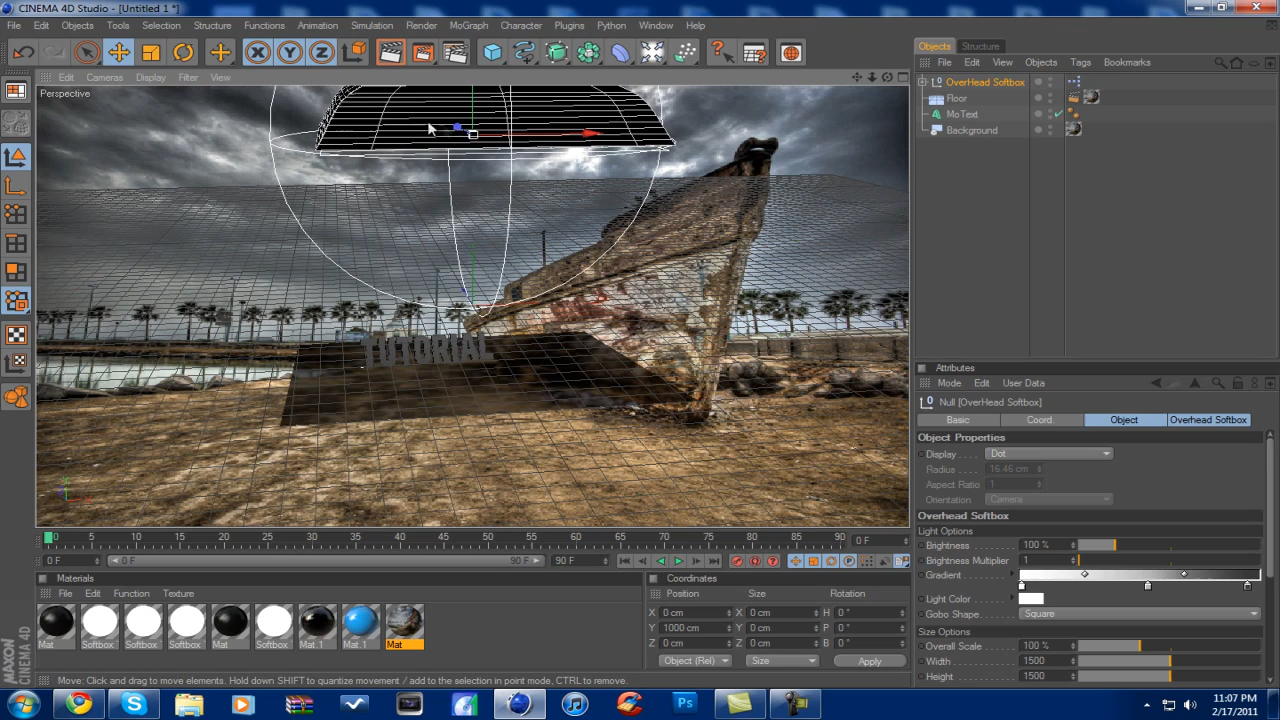 CINEMA 4D Studio - [Untitled 1 *]
File Edit Objects Tools Selection Structure Functions Animation Simulation Render MoGraph Character Plugins Python Window Help
X Y Z
Objects Structure
File Edit View Objects Tags Bookmarks
OverHead Softbox
Floor
MoText
Background
Edit Cameras Display Filter View
Perspective
TUTORIAL
Attributes
Mode Edit User Data
Null [OverHead Softbox]
Basic Coord. Object Overhead Softbox
Object Properties
Display Dot
Radius 16.46 cm
Aspect Ratio 1
Orientation Camera
Overhead Softbox
Light Options
Brightness 100 %
Brightness Multiplier 1
Gradient
Light Color
Gobo Shape Square
Size Options
Overall Scale 100 %
Width 1500
Height 1500
0 5 10 15 20 25 30 35 40 45 50 55 60 65 70 75 80 85 90 0 F
0 F 0 F 90 F 90 F
Materials
File Edit Function Texture
Mat Softbox Softbox Softbox Mat Softbox Mat.1 Mat.1 Mat
Coordinates
Position Size Rotation
X 0 cm X 0 cm H 0 °
Y 1000 cm Y 0 cm P 0 °
Z 0 cm Z 0 cm B 0 °
Object (Rel) Size Apply
MAXON
CINEMA 4D
Move: Click and drag to move elements. Hold down SHIFT to quantize movement / add to the selection in point mode, CTRL to remove.
Ps
11:07 PM
2/17/2011